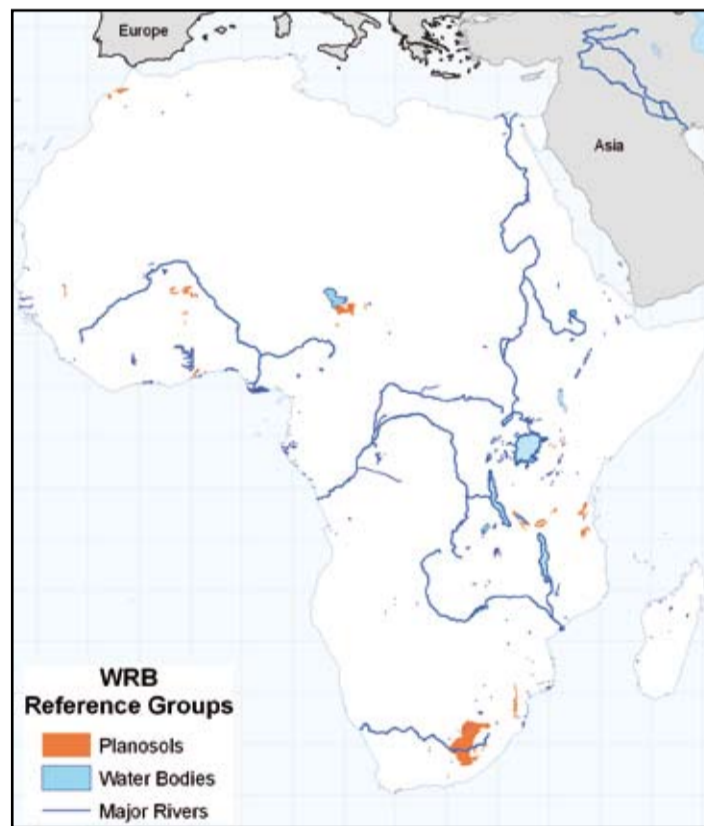 Europe
Asia
WRB
Reference Groups
Planosols
Water Bodies
Major Rivers